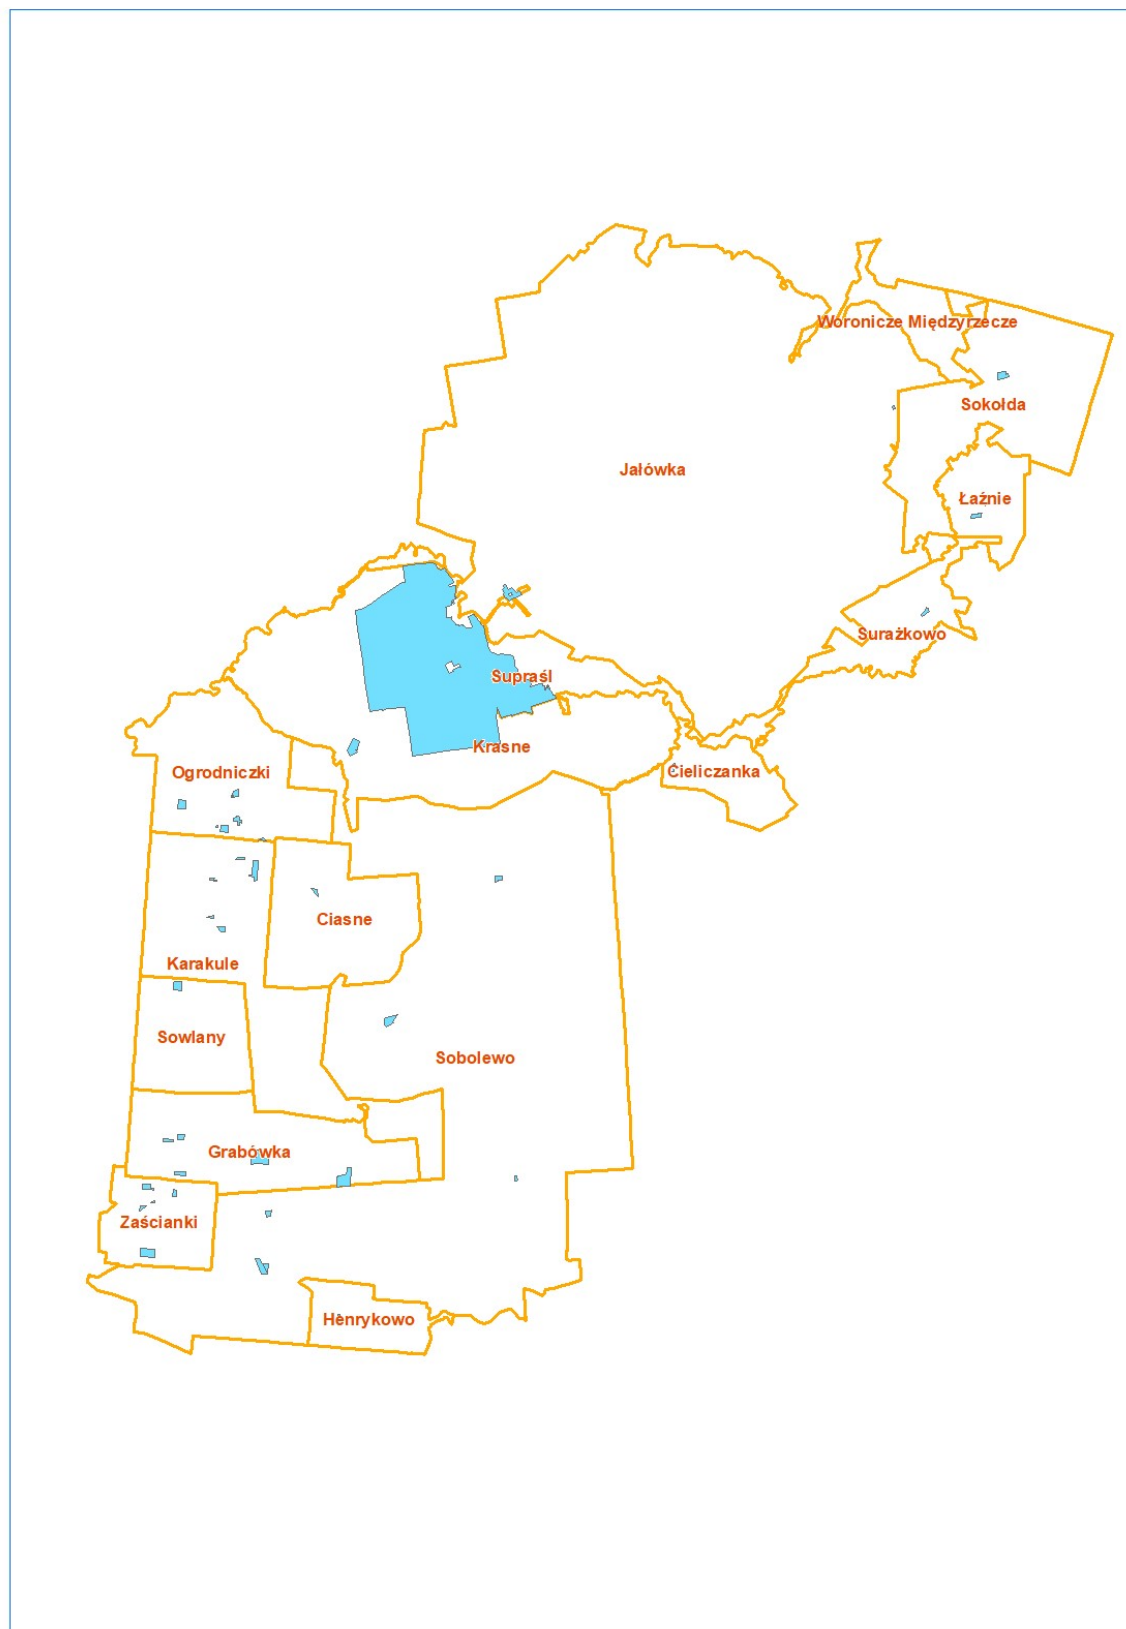 Woronicze Międzyrzecze
Sokołda
Jałówka
Łaźnie
Surażkowo
Supraśl
Krasne
Cieliczanka
Ogrodniczki
Ciasne
Karakule
Sowlany
Sobolewo
Grabówka
Zaścianki
Henrykowo